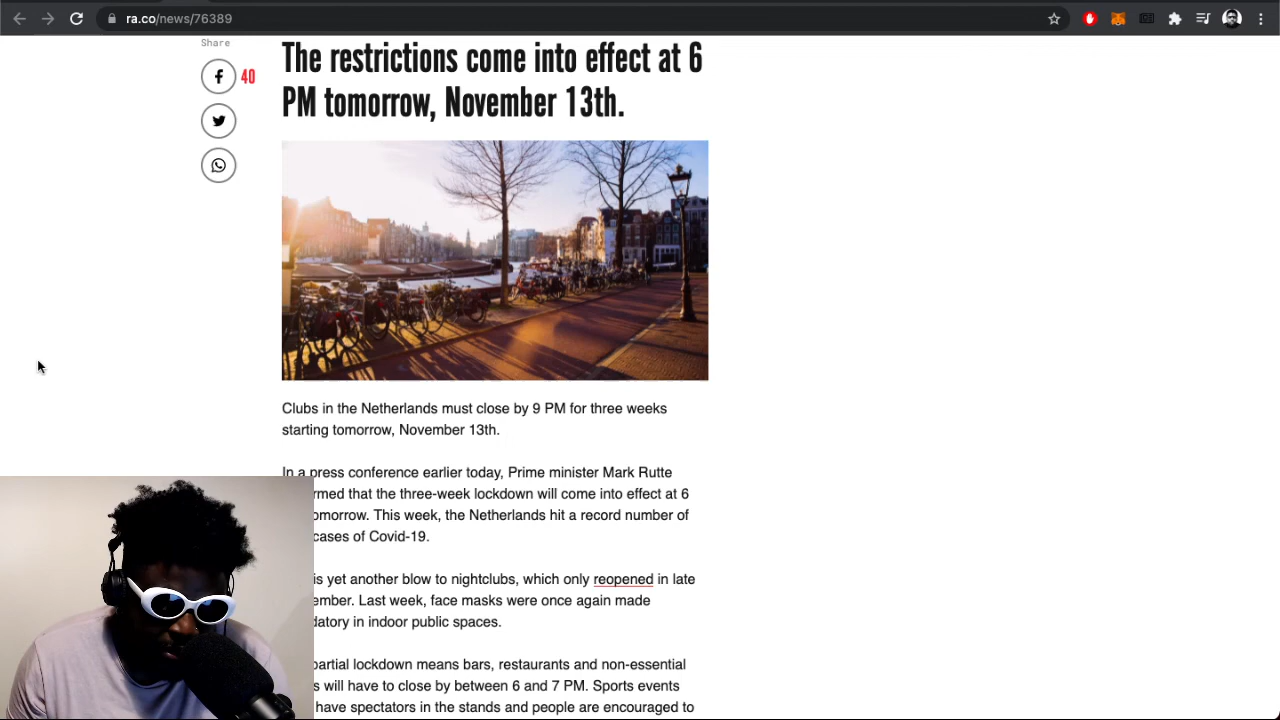 ra.co/news/76389
Share
40
The restrictions come into effect at 6
PM tomorrow, November 13th.
Clubs in the Netherlands must close by 9 PM for three weeks
starting tomorrow, November 13th.
In a press conference earlier today, Prime minister Mark Rutte
that the three-week lockdown will come into effect at 6
This week, the Netherlands hit a record number of
cases of Covid-19.
is yet another blow to nightclubs, which only reopened in late
Last week, face masks were once again made
in indoor public spaces.
partial lockdown means bars, restaurants and non-essential
will have to close by between 6 and 7 PM. Sports events
have spectators in the stands and people are encouraged to